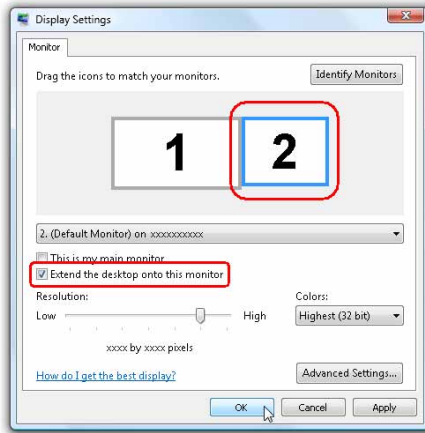 Display Settings
Monitor
Drag the icons to match your monitors.
Identify Monitors
1
2
2. (Default Monitor) on xxxxxxxxxx
This is my main monitor
Extend the desktop onto this monitor
Resolution:
Colors:
Low
High
Highest (32 bit)
xxxx by xxxx pixels
How do I get the best display?
Advanced Settings...
OK
Cancel
Apply